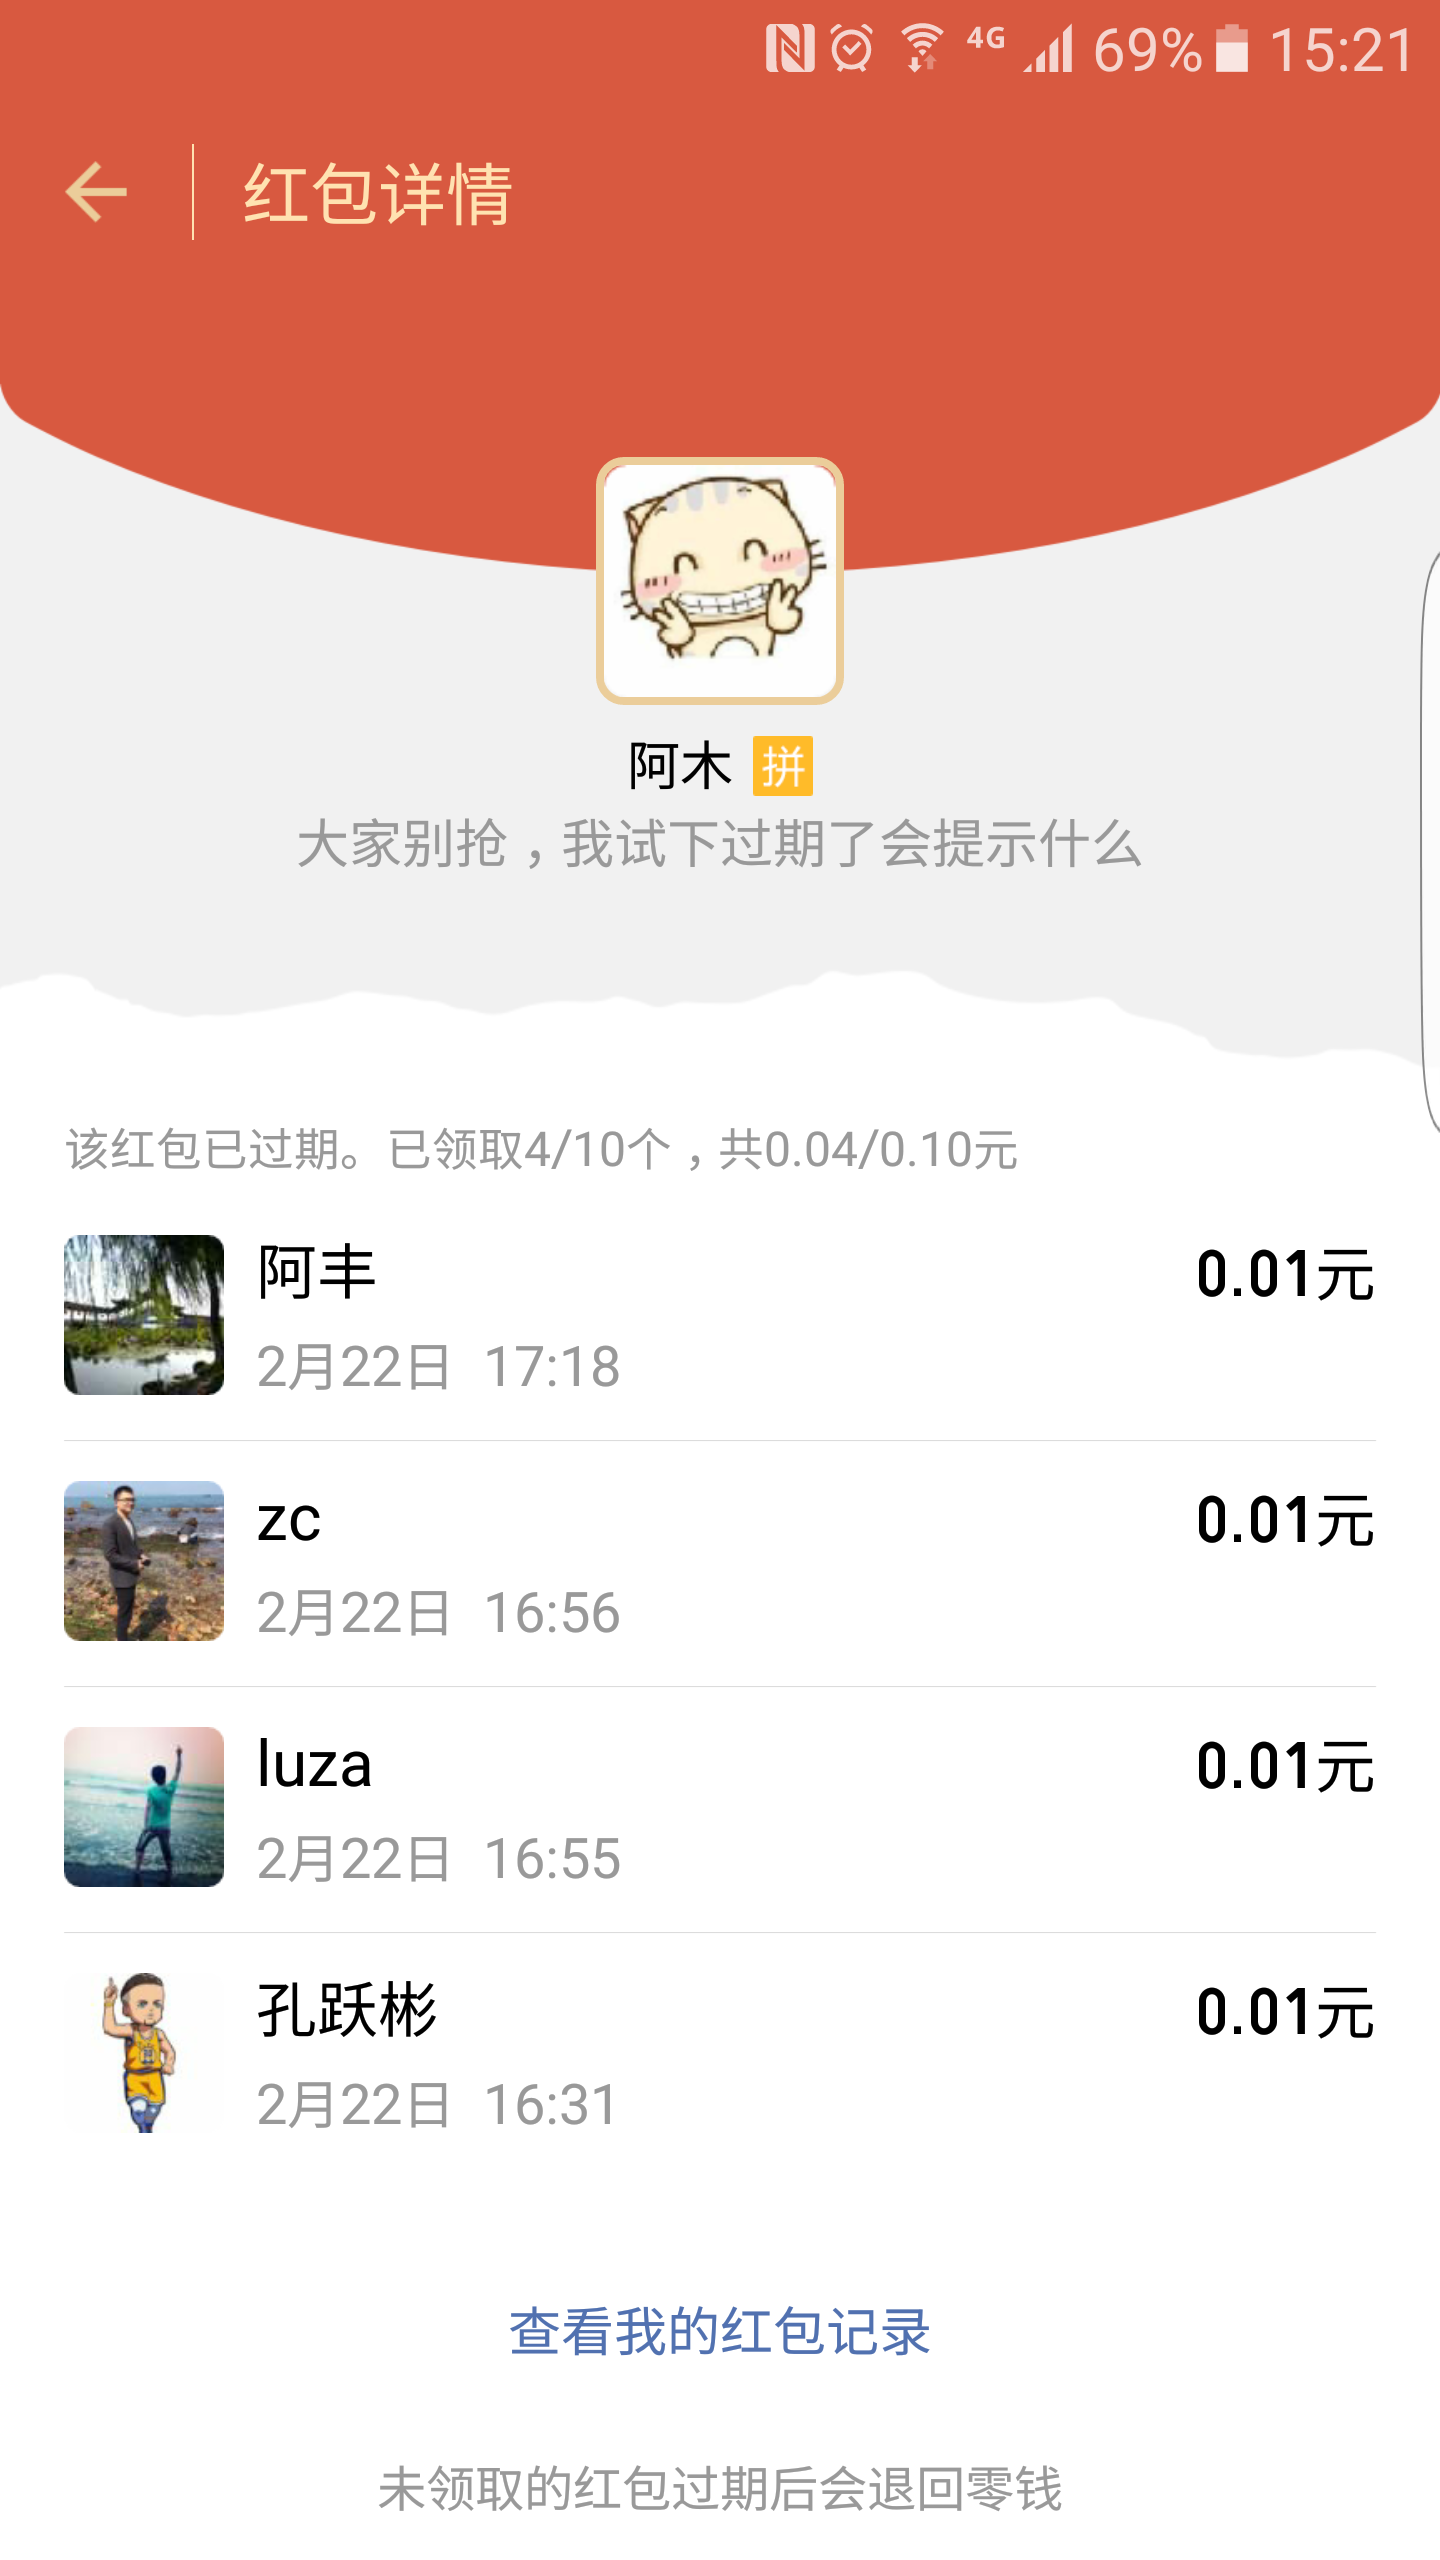 4G 69% 15:21
红包详情
阿木 拼
大家别抢，我试下过期了会提示什么
该红包已过期。已领取4/10个，共0.04/0.10元
阿丰 0.01元
2月22日 17:18
zc 0.01元
2月22日 16:56
luza 0.01元
2月22日 16:55
孔跃彬 0.01元
2月22日 16:31
查看我的红包记录
未领取的红包过期后会退回零钱